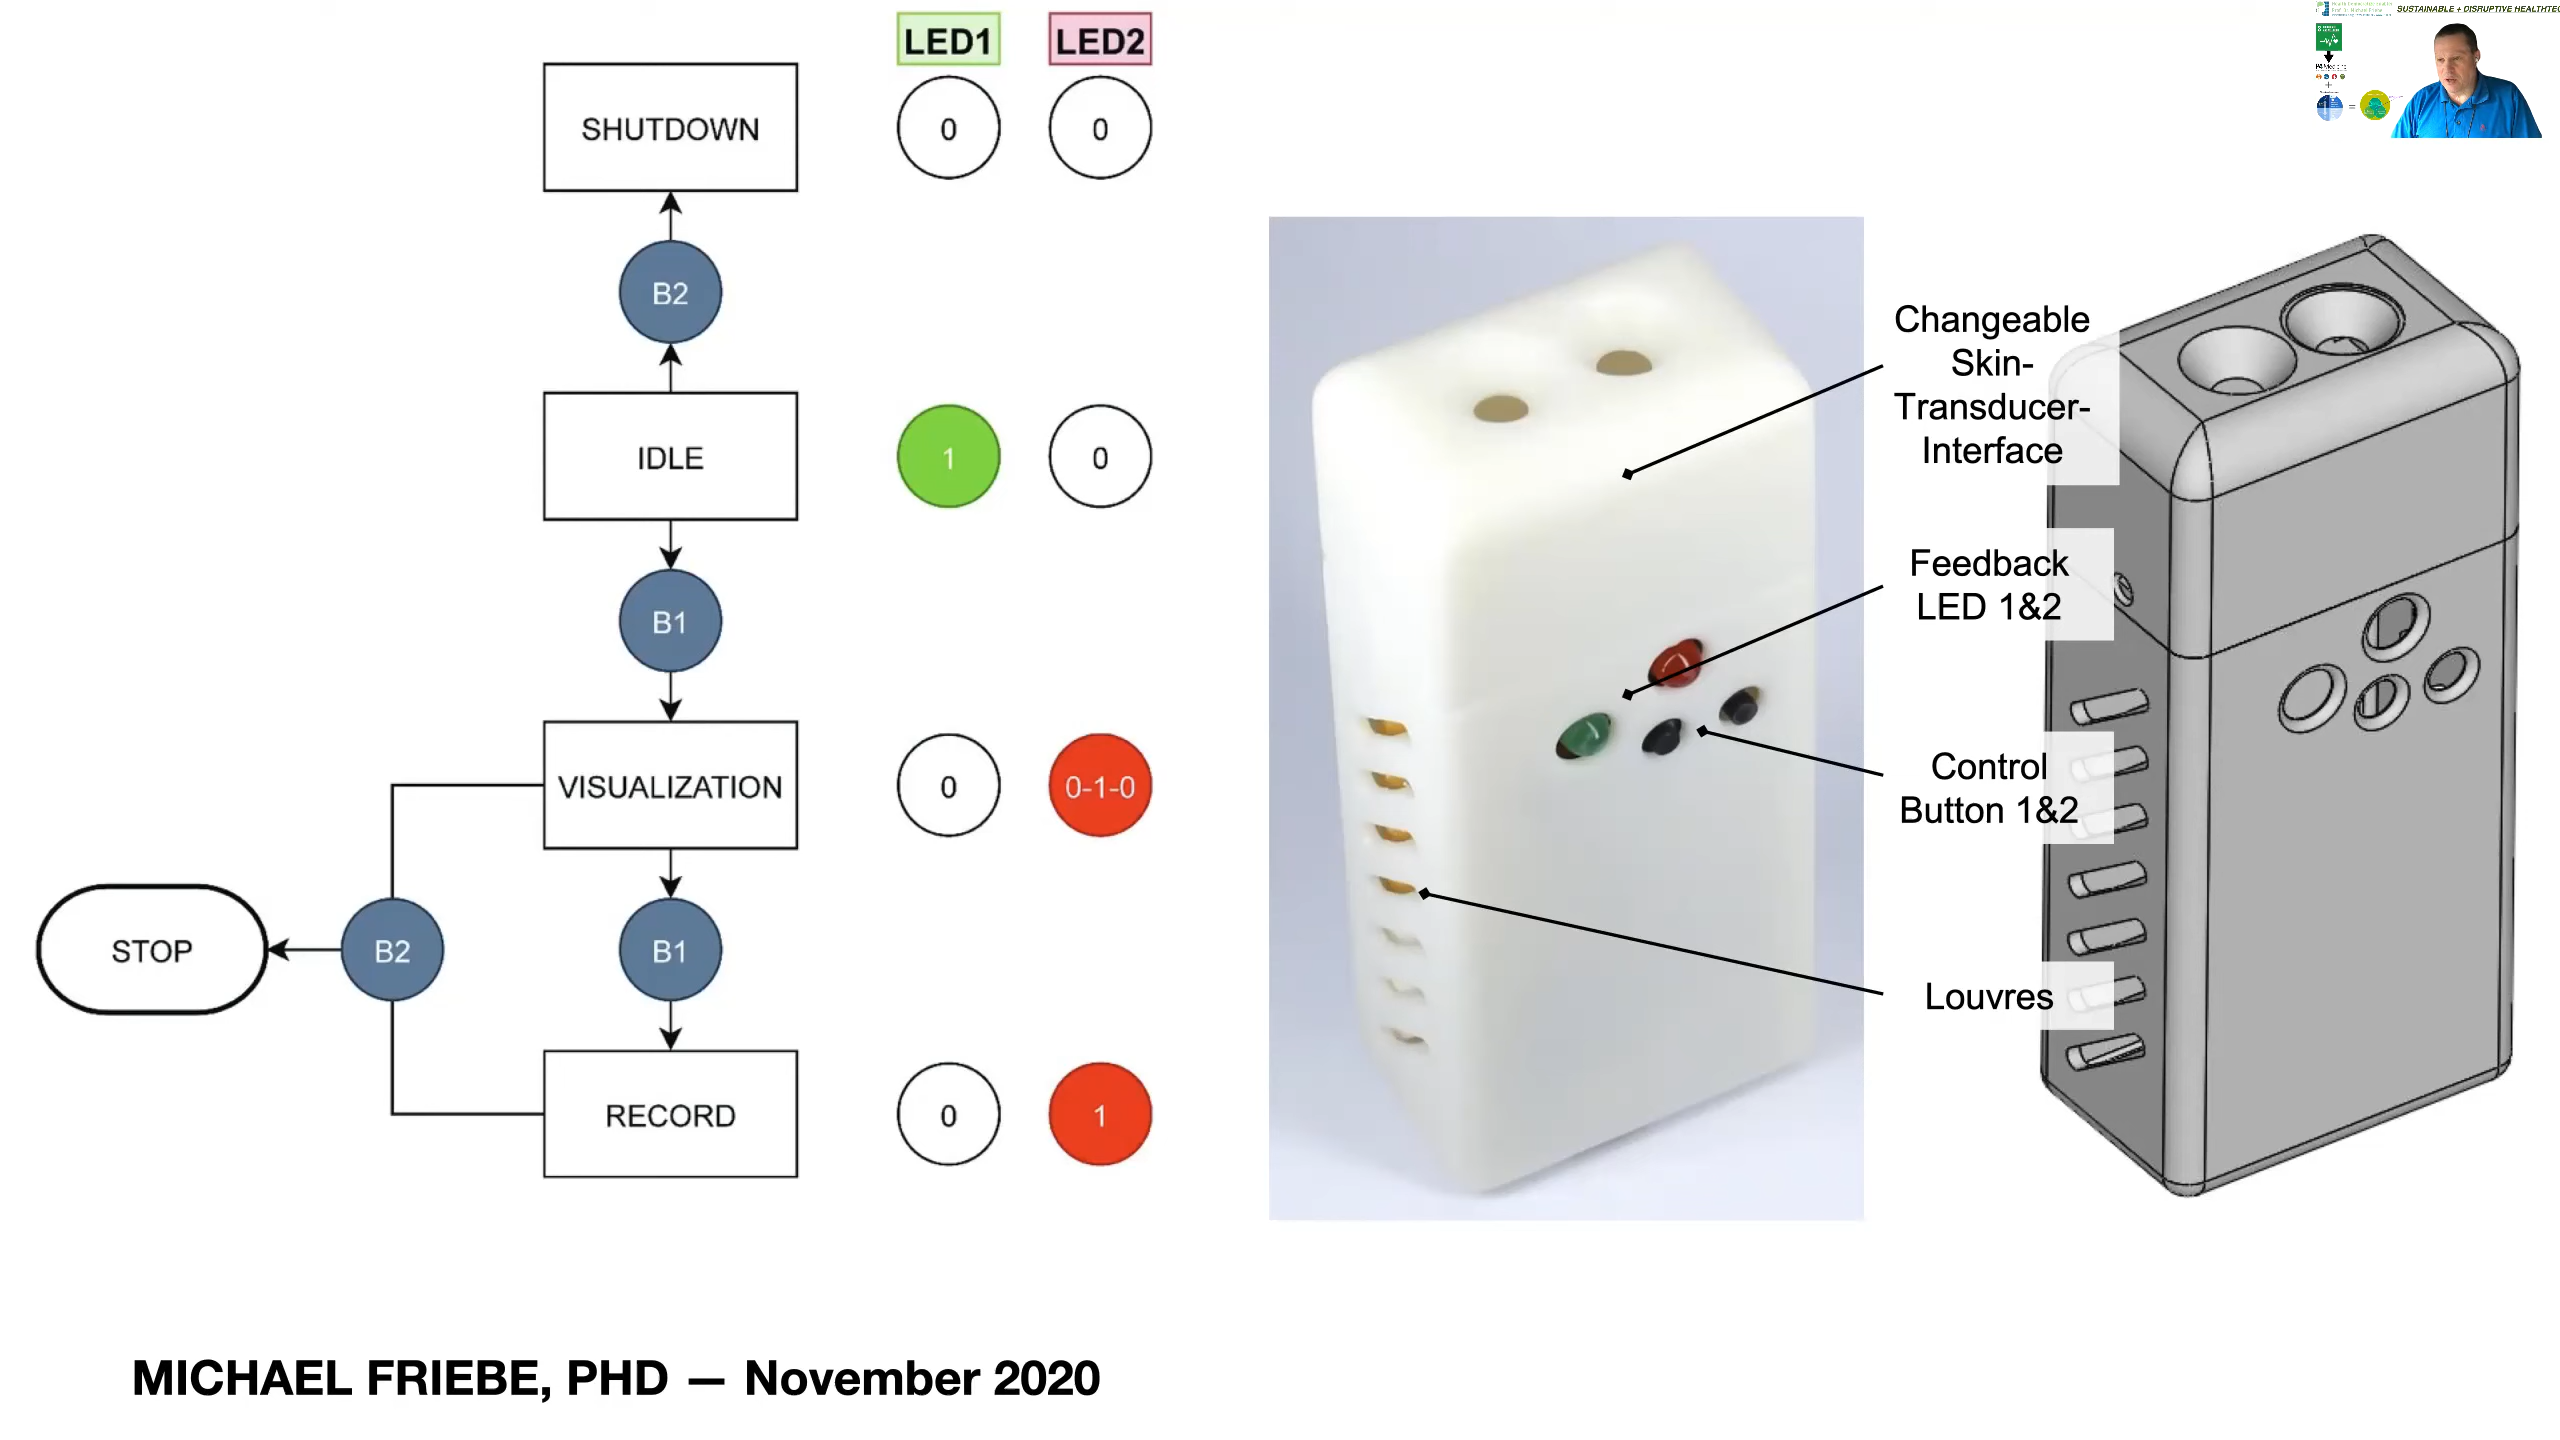 LED1
LED2
SHUTDOWN
0
0
B2
IDLE
1
0
B1
VISUALIZATION
0
0-1-0
STOP
B2
B1
RECORD
0
1
Changeable
Skin-
Transducer-
Interface
Feedback
LED 1&2
Control
Button 1&2
Louvres
SUSTAINABLE + DISRUPTIVE HEALTHTEC
MICHAEL FRIEBE, PHD — November 2020